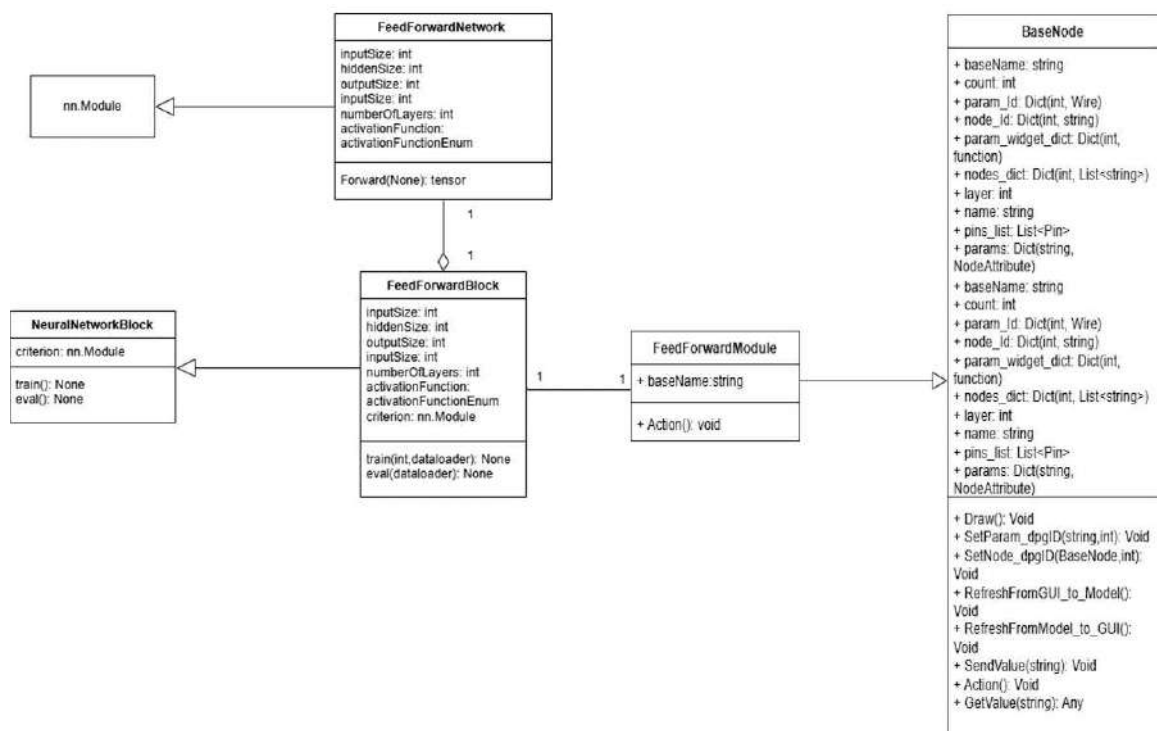 FeedForwardNetwork
inputSize: int
hiddenSize: int
outputSize: int
inputSize: int
numberOfLayers: int
activationFunction:
activationFunctionEnum
Forward(None): tensor
nn.Module
1
1
FeedForwardBlock
inputSize: int
hiddenSize: int
outputSize: int
inputSize: int
numberOfLayers: int
activationFunction:
activationFunctionEnum
criterion: nn.Module
train(int,dataloader): None
eval(dataloader): None
NeuralNetworkBlock
criterion: nn.Module
train(): None
eval(): None
1
1
FeedForwardModule
+ baseName:string
+ Action(): void
BaseNode
+ baseName: string
+ count: int
+ param_Id: Dict(int, Wire)
+ node_Id: Dict(int, string)
+ param_widget_dict: Dict(int,
function)
+ nodes_dict: Dict(int, List<string>)
+ layer: int
+ name: string
+ pins_list: List<Pin>
+ params: Dict(string,
NodeAttribute)
+ baseName: string
+ count: int
+ param_Id: Dict(int, Wire)
+ node_Id: Dict(int, string)
+ param_widget_dict: Dict(int,
function)
+ nodes_dict: Dict(int, List<string>)
+ layer: int
+ name: string
+ pins_list: List<Pin>
+ params: Dict(string,
NodeAttribute)
+ Draw(): Void
+ SetParam_dpgID(string,int): Void
+ SetNode_dpgID(BaseNode,int):
Void
+ RefreshFromGUI_to_Model():
Void
+ RefreshFromModel_to_GUI():
Void
+ SendValue(string): Void
+ Action(): Void
+ GetValue(string): Any